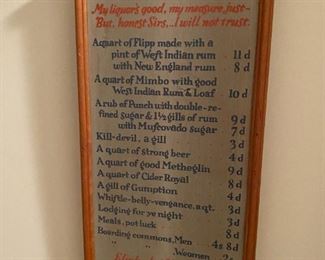 My liquor's good, my measure, just-
But, honest Sirs, .. I will not trust.
A quart of Flipp made with a
pint of West Indian rum 11 d
with New England rum 8 d
A quart of Mimbo with good
West Indian Rum & Loaf 10 d
A rub of Punch with double-re-
fined sugar & 1½ gills of rum 9 d
with Muscovado sugar 7 d
Kill-devil, a gill 3 d
A quart of strong beer 4 d
A quart of good Metheglin 9 d
A quart of Cider Royal 8 d
A gill of Gumption 4 d
Whistle-belly-vengance, a qt. 3 d
Lodging for ye night 3 d
Meals, pot luck 8 d
Boarding commons, Men 4s 8 d
" " Weomen